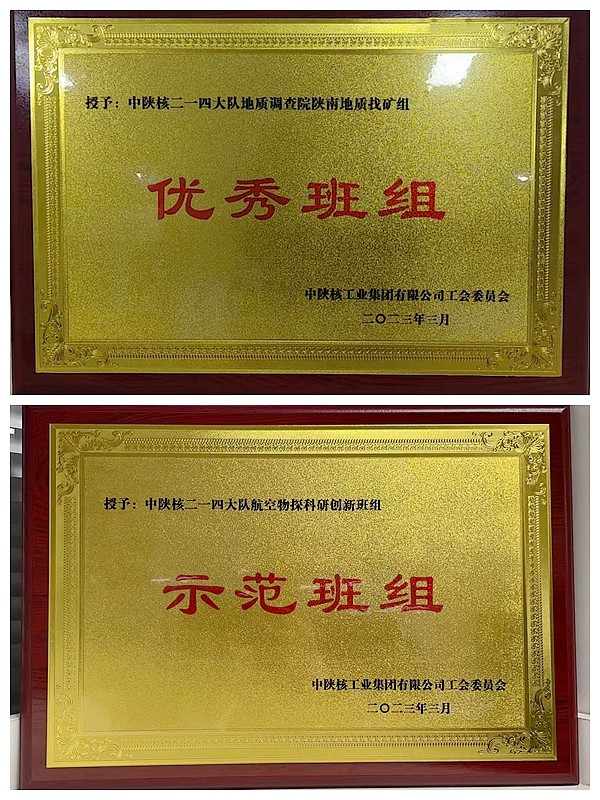 授予：中陕核二一四大队地质调查院陕南地质找矿组
优秀班组
中陕核工业集团有限公司工会委员会
二〇二三年三月
授予：中陕核二一四大队航空物探科研创新班组
示范班组
中陕核工业集团有限公司工会委员会
二〇二三年三月